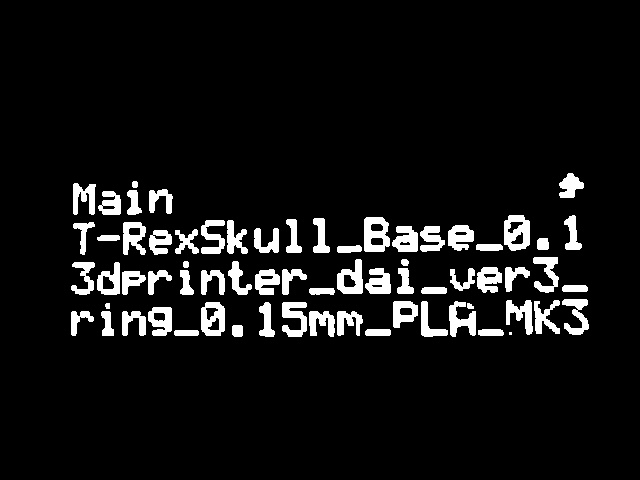 Main
T-RexSkull_Base_0.1
3dprinter_dai_ver3_
ring_0.15mm_PLA_MK3